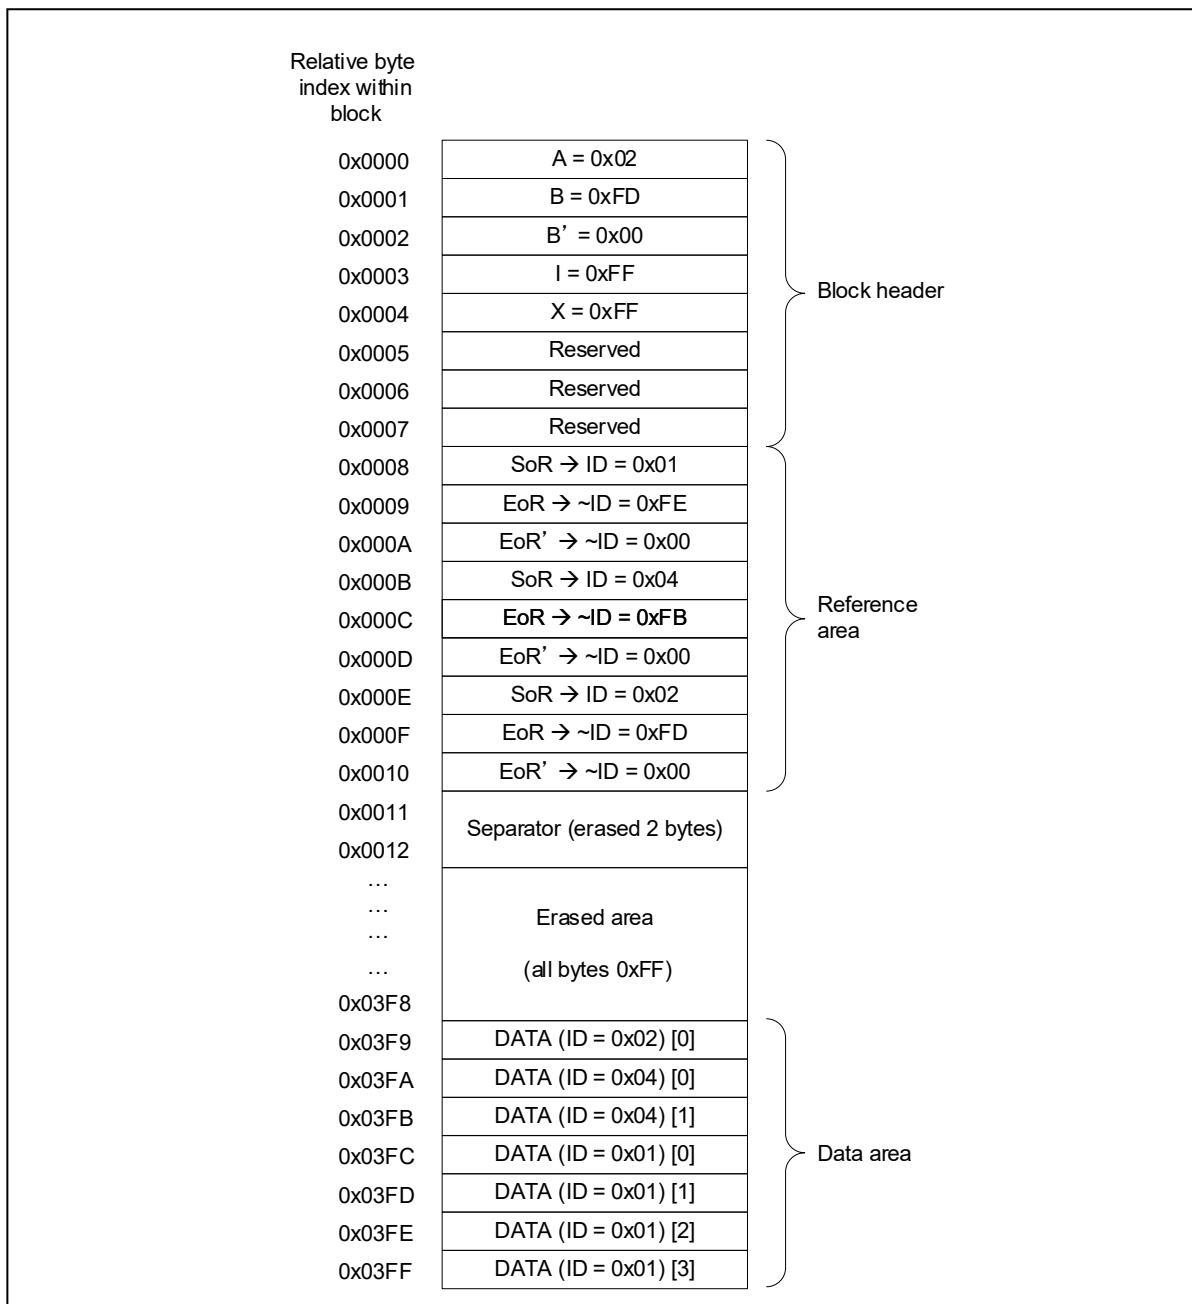 Relative byte
index within
block
0x0000 A = 0x02
0x0001 B = 0xFD
0x0002 B’ = 0x00
0x0003 I = 0xFF
0x0004 X = 0xFF
Block header
0x0005 Reserved
0x0006 Reserved
0x0007 Reserved
0x0008 SoR → ID = 0x01
0x0009 EoR → ~ID = 0xFE
0x000A EoR’ → ~ID = 0x00
0x000B SoR → ID = 0x04
0x000C EoR → ~ID = 0xFB
Reference
area
0x000D EoR’ → ~ID = 0x00
0x000E SoR → ID = 0x02
0x000F EoR → ~ID = 0xFD
0x0010 EoR’ → ~ID = 0x00
0x0011
Separator (erased 2 bytes)
0x0012
…
…
Erased area
…
…
(all bytes 0xFF)
0x03F8
0x03F9 DATA (ID = 0x02) [0]
0x03FA DATA (ID = 0x04) [0]
0x03FB DATA (ID = 0x04) [1]
0x03FC DATA (ID = 0x01) [0]
Data area
0x03FD DATA (ID = 0x01) [1]
0x03FE DATA (ID = 0x01) [2]
0x03FF DATA (ID = 0x01) [3]